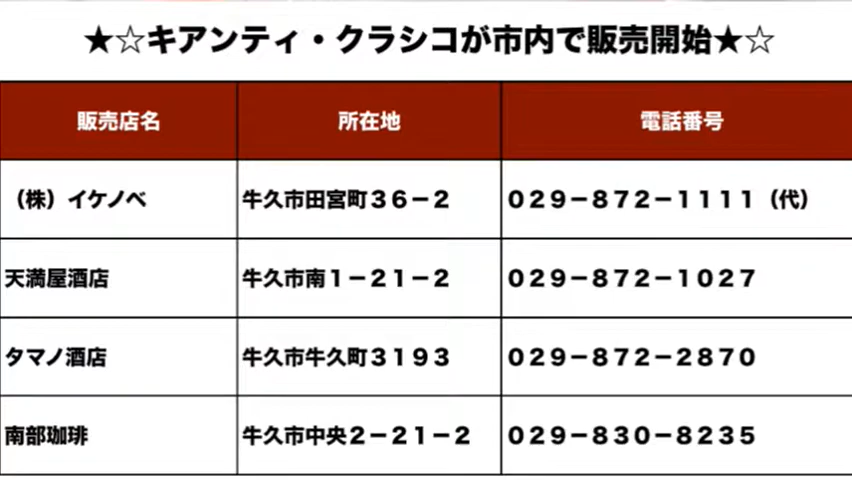 ★☆キアンティ・クラシコが市内で販売開始★☆
販売店名 所在地 電話番号
（株）イケノベ 牛久市田宮町３６－２ ０２９－８７２－１１１１（代）
天満屋酒店 牛久市南１－２１－２ ０２９－８７２－１０２７
タマノ酒店 牛久市牛久町３１９３ ０２９－８７２－２８７０
南部珈琲 牛久市中央２－２１－２ ０２９－８３０－８２３５